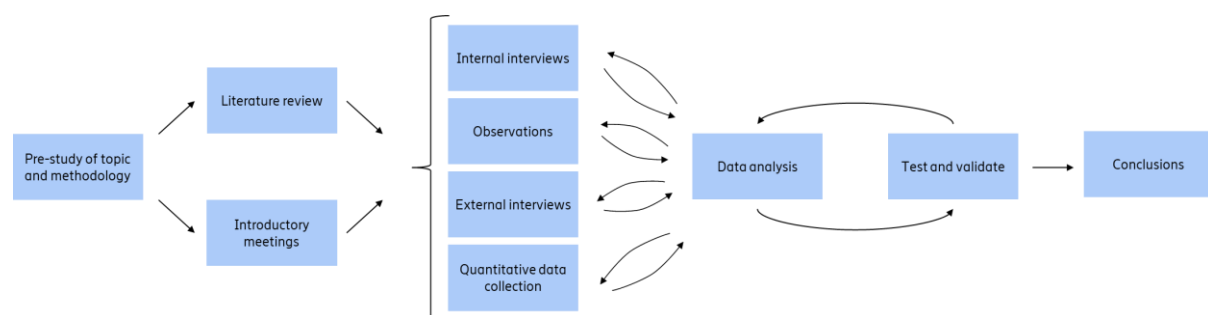 Pre-study of topic
and methodology
Literature review
Introductory
meetings
Internal interviews
Observations
External interviews
Quantitative data
collection
Data analysis
Test and validate
Conclusions